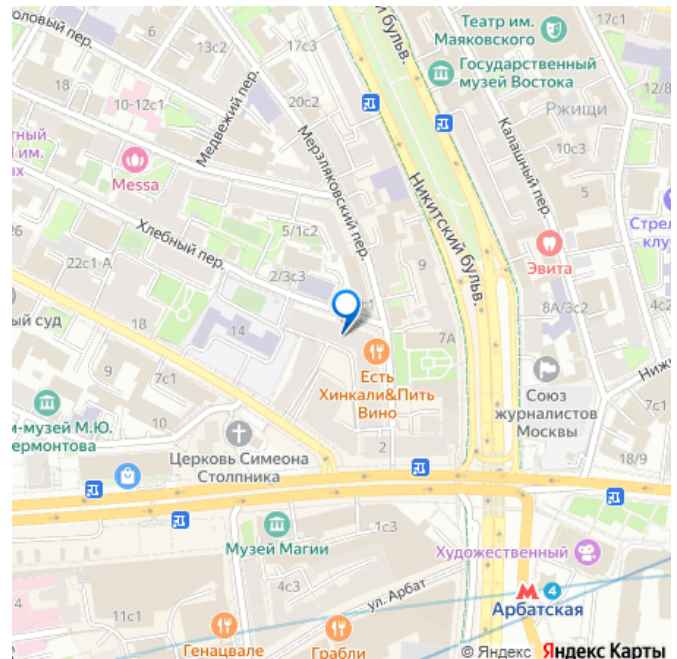 оловый пер.
6
13с2
17с3
17с1
Театр им.
Маяковского
Государственный
музей Востока
12/8
18
10-12с1
Медвежий пер.
20с2
бульв.
Ржищи
10с3
Мерзляковский пер.
Калашный пер.
тный
им.
ых
Messa
5
5/1с2
Никитский бульв.
Хлебный пер.
26
22с1-А
2/3с3
9
Эвита
Стрел
клу
8А/3с2
4с2
ый суд
18
14
7А
Есть
Хинкали&Пить
Вино
9
7с1
Союз
журналистов
Москвы
Нижн
7с1
м-музей М.Ю.
ермонтова
10
Церковь Симеона
Столпника
2
18/9
Музей Магии
1с3
Художественный
4с3
ул. Арбат
11с1
4
Арбатская
Генацвале
Грабли
© Яндекс Яндекс Карты